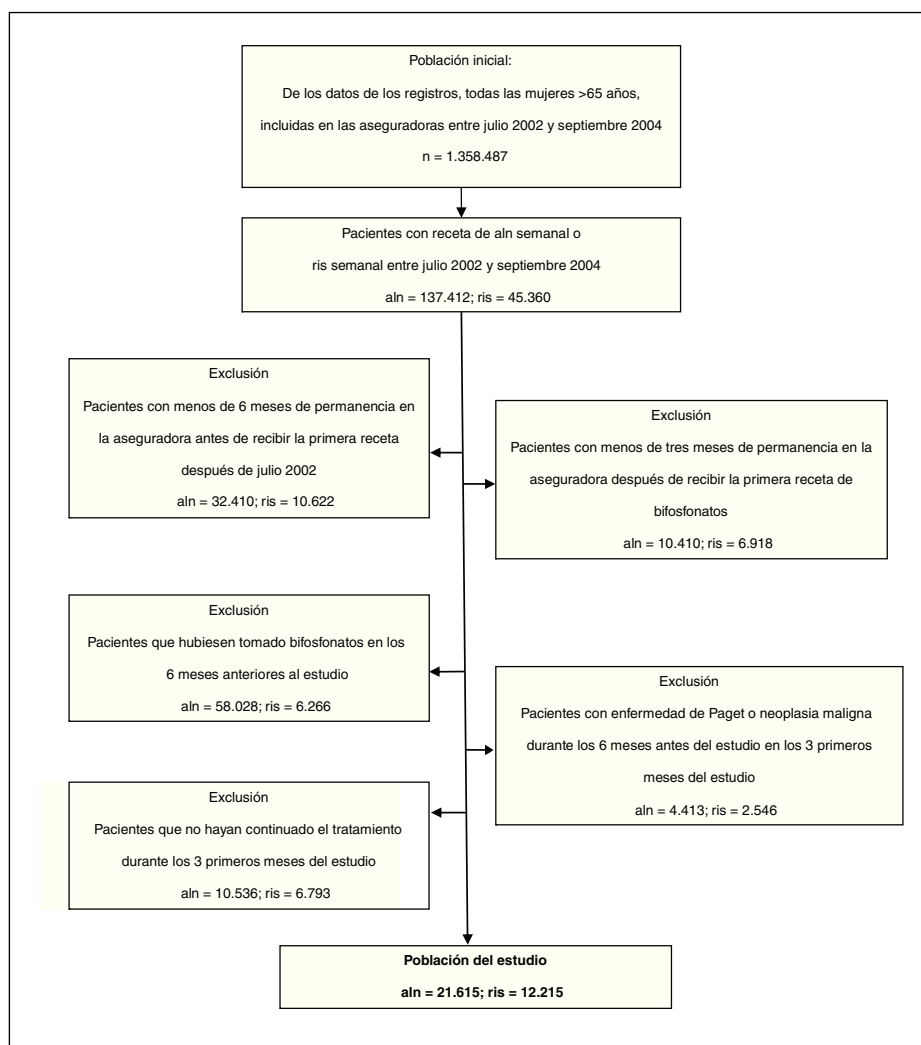 Población inicial:
De los datos de los registros, todas las mujeres >65 años,
incluidas en las aseguradoras entre julio 2002 y septiembre 2004
n = 1.358.487
Pacientes con receta de aln semanal o
ris semanal entre julio 2002 y septiembre 2004
aln = 137.412; ris = 45.360
Exclusión
Pacientes con menos de 6 meses de permanencia en
la aseguradora antes de recibir la primera receta
después de julio 2002
aln = 32.410; ris = 10.622
Exclusión
Pacientes con menos de tres meses de permanencia en la
aseguradora después de recibir la primera receta de
bifosfonatos
aln = 10.410; ris = 6.918
Exclusión
Pacientes que hubiesen tomado bifosfonatos en los
6 meses anteriores al estudio
aln = 58.028; ris = 6.266
Exclusión
Pacientes con enfermedad de Paget o neoplasia maligna
durante los 6 meses antes del estudio en los 3 primeros
meses del estudio
aln = 4.413; ris = 2.546
Exclusión
Pacientes que no hayan continuado el tratamiento
durante los 3 primeros meses del estudio
aln = 10.536; ris = 6.793
Población del estudio
aln = 21.615; ris = 12.215